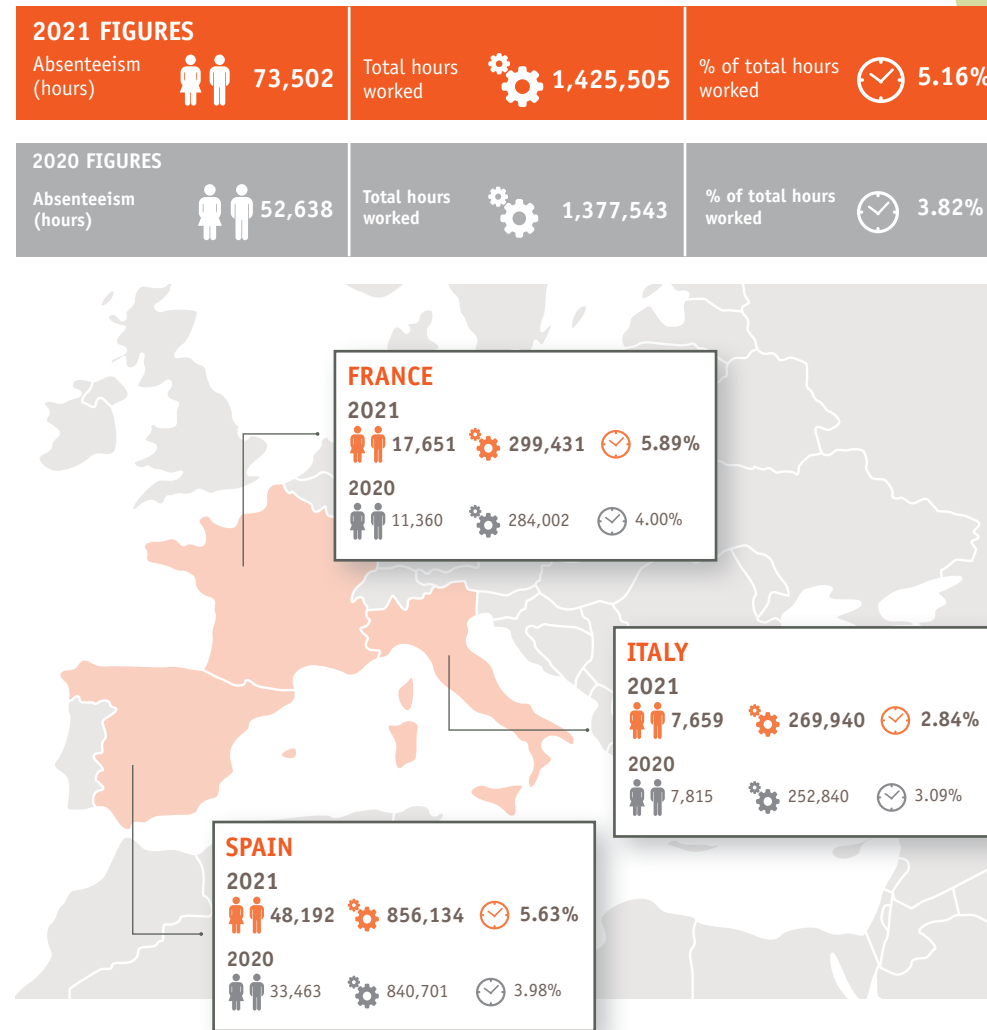 2021 FIGURES
Absenteeism
(hours)
73,502
Total hours
worked
1,425,505
% of total hours
worked
5.16%
2020 FIGURES
Absenteeism
(hours)
52,638
Total hours
worked
1,377,543
% of total hours
worked
3.82%
FRANCE
2021
17,651 299,431 5.89%
2020
11,360 284,002 4.00%
ITALY
2021
7,659 269,940 2.84%
2020
7,815 252,840 3.09%
SPAIN
2021
48,192 856,134 5.63%
2020
33,463 840,701 3.98%